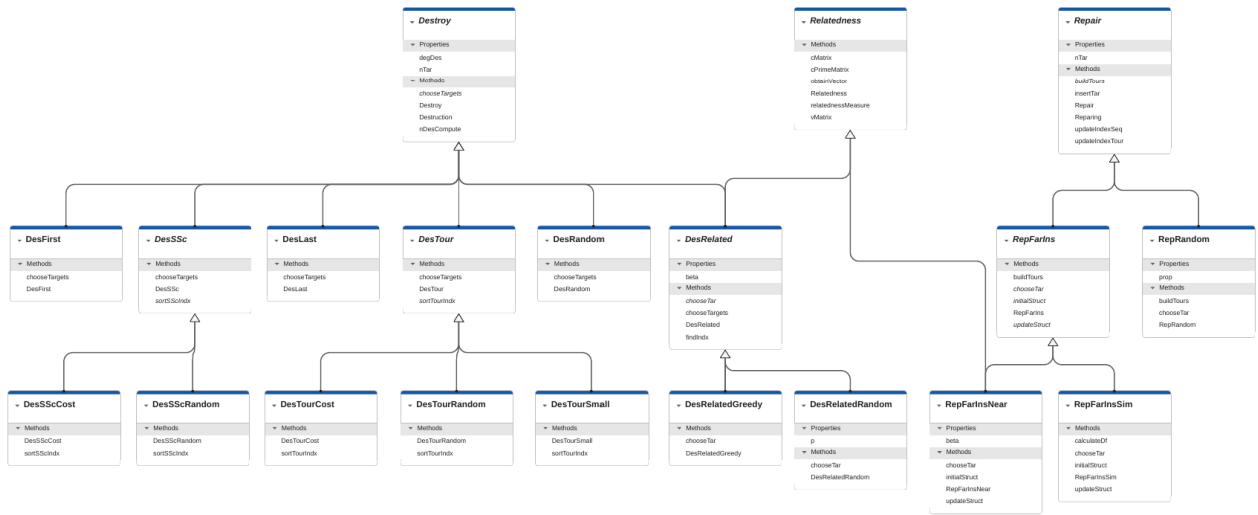 Destroy
Properties
degDes
nTar
Methods
chooseTargets
Destroy
Destruction
nDesCompute
Relatedness
Methods
cMatrix
cPrimeMatrix
obtainVector
Relatedness
relatednessMeasure
vMatrix
Repair
Properties
nTar
Methods
buildTours
insertTar
Repair
Reparing
updateIndexSeq
updateIndexTour
DesFirst
Methods
chooseTargets
DesFirst
DesSSc
Methods
chooseTargets
DesSSc
sortSScIndx
DesLast
Methods
chooseTargets
DesLast
DesTour
Methods
chooseTargets
DesTour
sortTourIndx
DesRandom
Methods
chooseTargets
DesRandom
DesRelated
Properties
beta
Methods
chooseTar
chooseTargets
DesRelated
findIndx
RepFarIns
Methods
buildTours
chooseTar
initialStruct
RepFarIns
updateStruct
RepRandom
Properties
prop
Methods
buildTours
chooseTar
RepRandom
DesSScCost
Methods
DesSScCost
sortSScIndx
DesSScRandom
Methods
DesSScRandom
sortSScIndx
DesTourCost
Methods
DesTourCost
sortTourIndx
DesTourRandom
Methods
DesTourRandom
sortTourIndx
DesTourSmall
Methods
DesTourSmall
sortTourIndx
DesRelatedGreedy
Methods
chooseTar
DesRelatedGreedy
DesRelatedRandom
Properties
p
Methods
chooseTar
DesRelatedRandom
RepFarInsNear
Properties
beta
Methods
chooseTar
initialStruct
RepFarInsNear
updateStruct
RepFarInsSim
Methods
calculateDf
chooseTar
initialStruct
RepFarInsSim
updateStruct